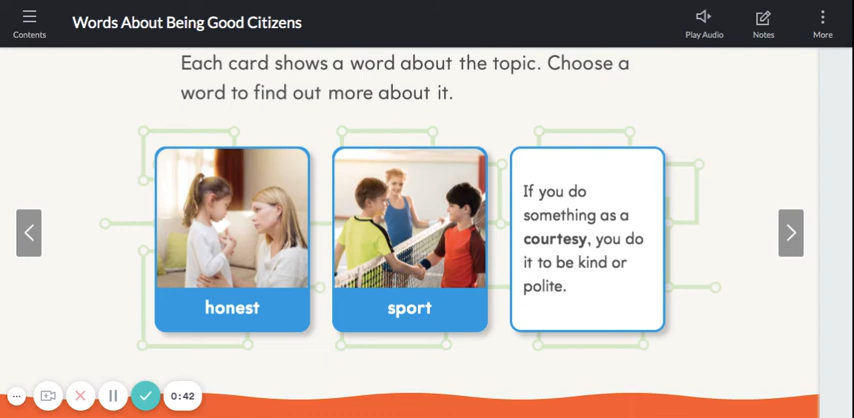 Words About Being Good Citizens
Contents
Play Audio
Notes
More
Each card shows a word about the topic. Choose a
word to find out more about it.
honest
sport
If you do
something as a
courtesy, you do
it to be kind or
polite.
0:42